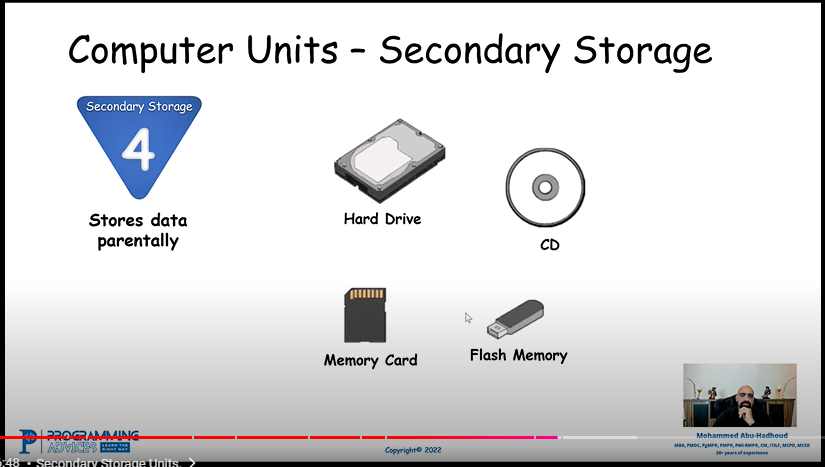 Computer Units – Secondary Storage
Secondary Storage
4
Stores data
parentally
Hard Drive
CD
Memory Card
Flash Memory
PROGRAMMING
ADVICES LEARN THE
RIGHT WAY
Copyright© 2022
Mohammed Abu-Hadhoud
MBA, PMOC, PgMP®, PMP®, PMI-RMP®, CM, ITILF, MCPD, MCSD
26+ years of experience
5:48 • Secondary Storage Units. >